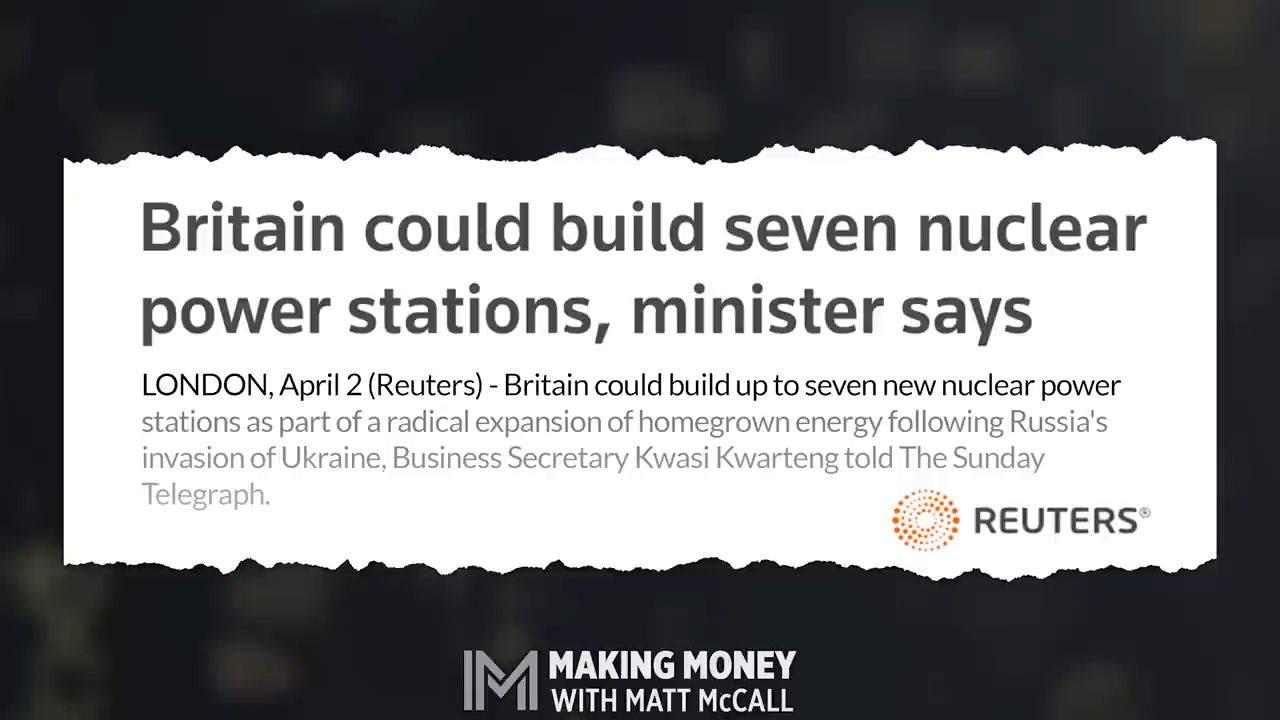 Britain could build seven nuclear
power stations, minister says
LONDON, April 2 (Reuters) - Britain could build up to seven new nuclear power
stations as part of a radical expansion of homegrown energy following Russia's
invasion of Ukraine, Business Secretary Kwasi Kwarteng told The Sunday
Telegraph.
REUTERS®
MAKING MONEY
WITH MATT McCALL